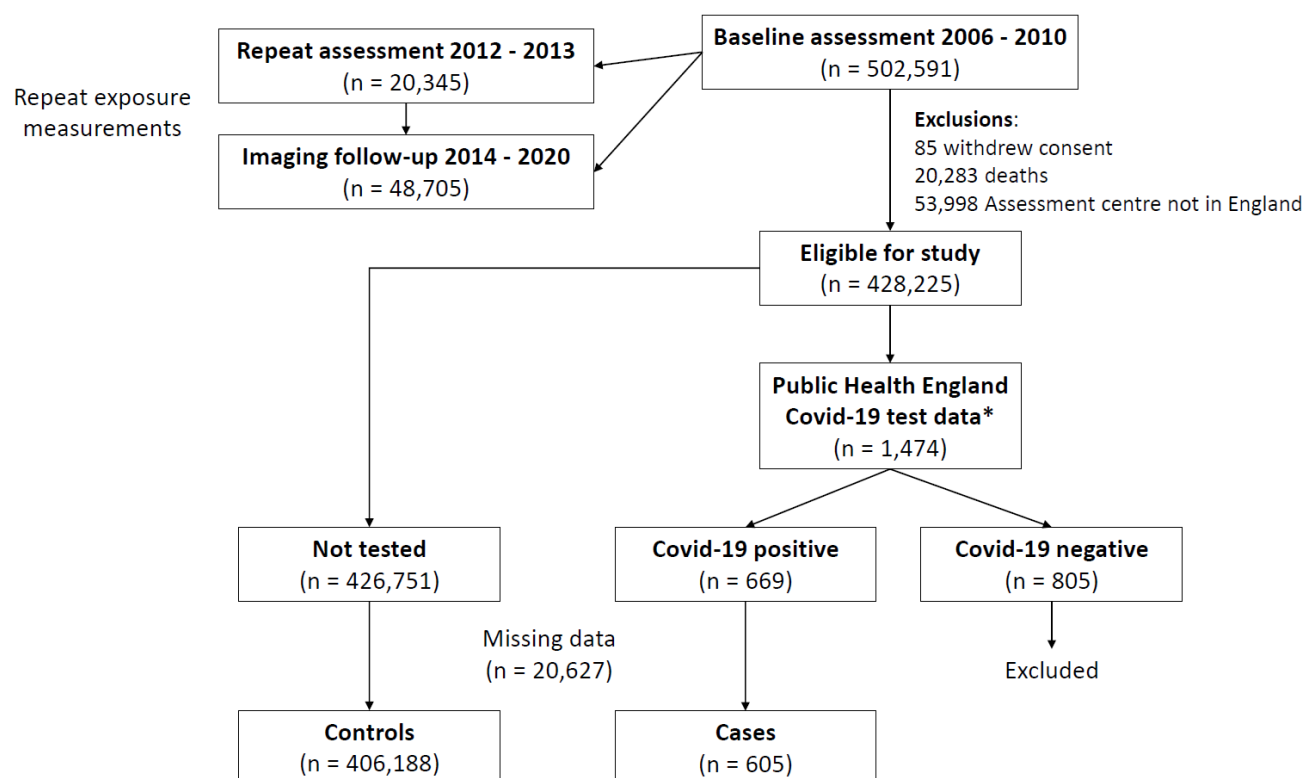 Repeat assessment 2012 - 2013
(n = 20,345)
Baseline assessment 2006 - 2010
(n = 502,591)
Repeat exposure
measurements
Imaging follow-up 2014 - 2020
(n = 48,705)
Exclusions:
85 withdrew consent
20,283 deaths
53,998 Assessment centre not in England
Eligible for study
(n = 428,225)
Public Health England
Covid-19 test data*
(n = 1,474)
Not tested
(n = 426,751)
Covid-19 positive
(n = 669)
Covid-19 negative
(n = 805)
Missing data
(n = 20,627)
Excluded
Controls
(n = 406,188)
Cases
(n = 605)